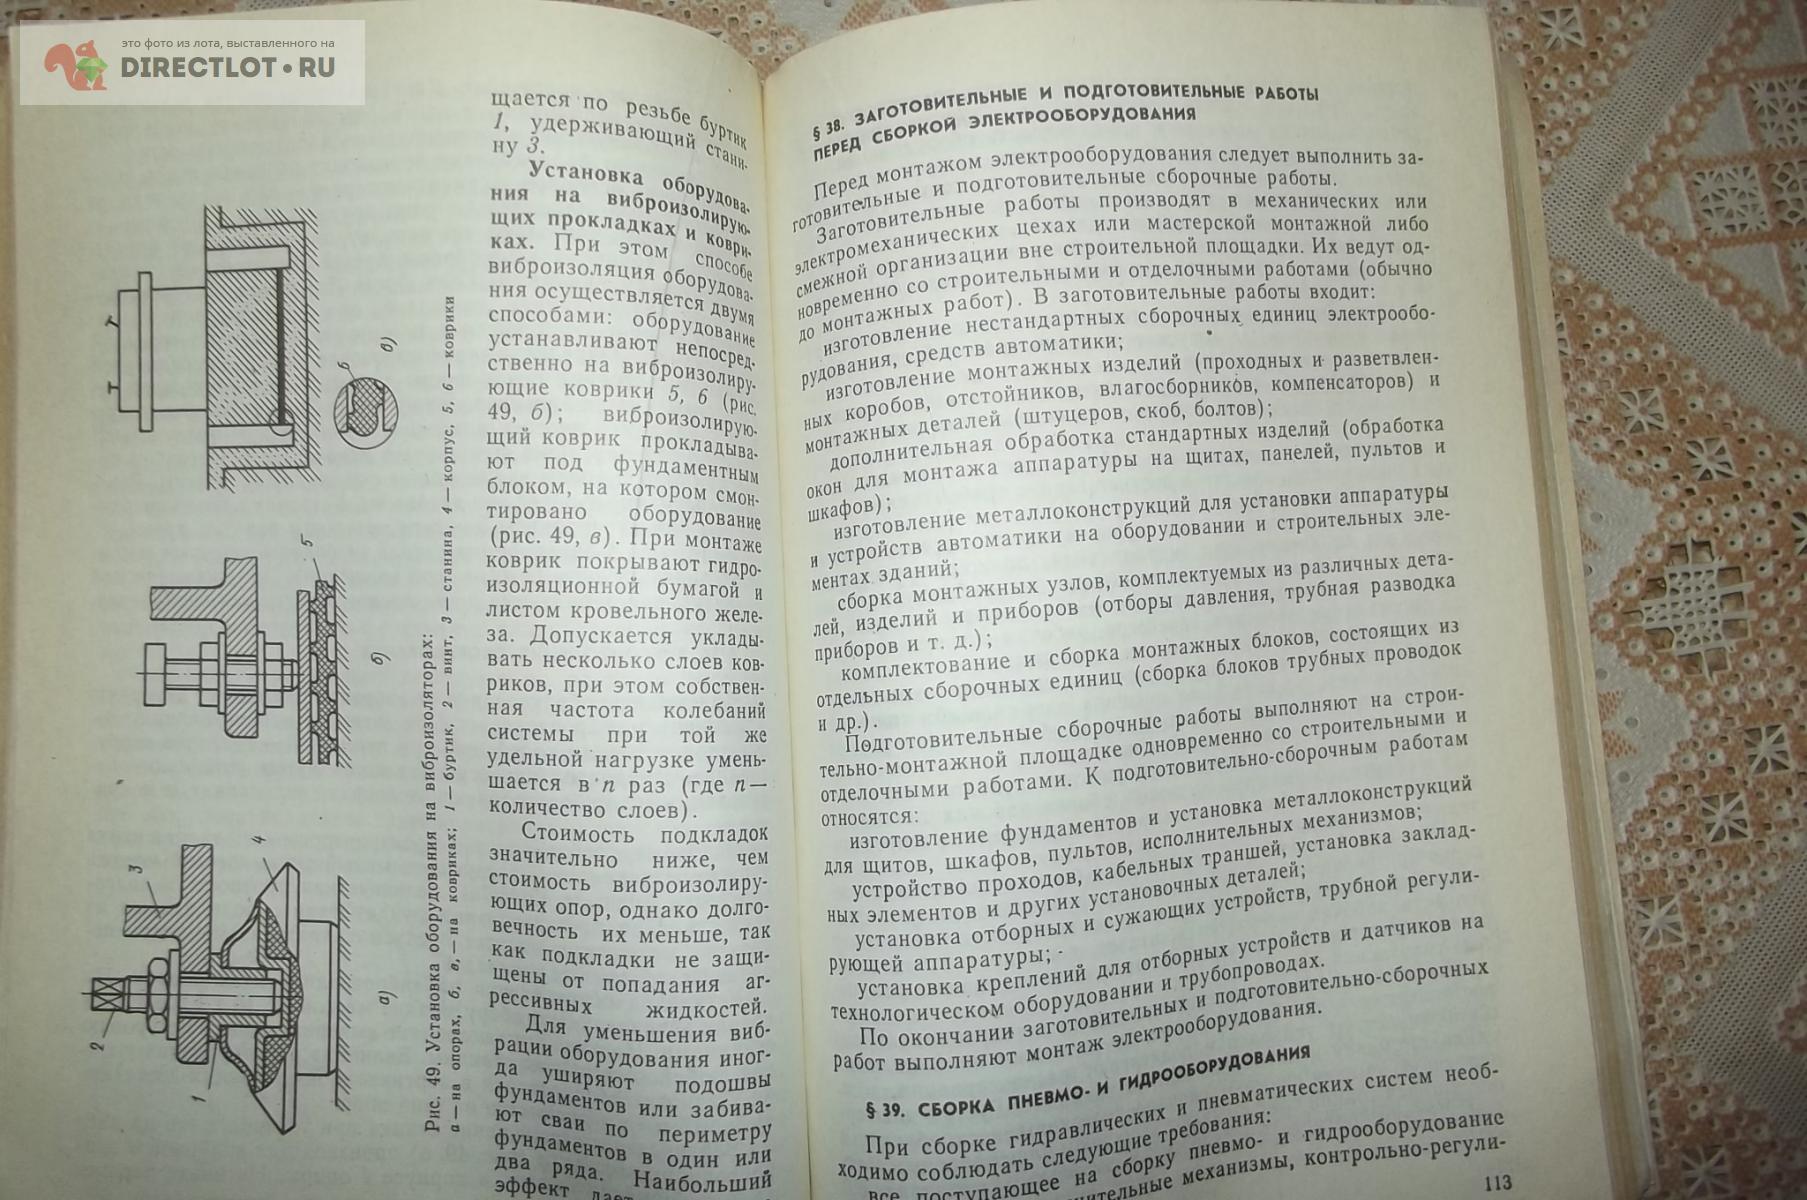 это фото из лота, выставленного на
DIRECTLOT•RU
2
3
4
1
а)
5
б)
6
в)
Рис. 49. Установка оборудования на виброизоляторах:
а — на опорах, б, в, — на ковриках; 1 — буртик, 2 — винт, 3 — станина, 4 — корпус, 5, 6 — коврики
щается по резьбе буртик
1, удерживающий стани-
ну 3.
Установка оборудова-
ния на виброизолирую-
щих прокладках и коври-
ках. При этом способе
виброизоляция оборудова-
ния осуществляется двумя
способами: оборудование
устанавливают непосред-
ственно на виброизолиру-
ющие коврики 5, 6 (рис.
49, б); виброизолирую-
щий коврик прокладыва-
ют под фундаментным
блоком, на котором смон-
тировано оборудование
(рис. 49, в). При монтаже
коврик покрывают гидро-
изоляционной бумагой и
листом кровельного желе-
за. Допускается уклады-
вать несколько слоев ков-
риков, при этом собствен-
ная частота колебаний
системы при той же
удельной нагрузке умень-
шается в n раз (где n —
количество слоев).
Стоимость подкладок
значительно ниже, чем
стоимость виброизолиру-
ющих опор, однако долго-
вечность их меньше, так
как подкладки не защи-
щены от попадания аг-
рессивных жидкостей.
Для уменьшения виб-
рации оборудования иног-
да уширяют подошвы
фундаментов или забива-
ют сваи по периметру
фундаментов в один или
два ряда. Наибольший
эффект дает
§ 38. ЗАГОТОВИТЕЛЬНЫЕ И ПОДГОТОВИТЕЛЬНЫЕ РАБОТЫ
ПЕРЕД СБОРКОЙ ЭЛЕКТРООБОРУДОВАНИЯ
Перед монтажом электрооборудования следует выполнить за-
готовительные и подготовительные сборочные работы.
Заготовительные работы производят в механических или
электромеханических цехах или мастерской монтажной либо
смежной организации вне строительной площадки. Их ведут од-
новременно со строительными и отделочными работами (обычно
до монтажных работ). В заготовительные работы входит:
изготовление нестандартных сборочных единиц электрообо-
рудования, средств автоматики;
изготовление монтажных изделий (проходных и разветвлен-
ных коробов, отстойников, влагосборников, компенсаторов) и
монтажных деталей (штуцеров, скоб, болтов);
дополнительная обработка стандартных изделий (обработка
окон для монтажа аппаратуры на щитах, панелей, пультов и
шкафов);
изготовление металлоконструкций для установки аппаратуры
и устройств автоматики на оборудовании и строительных эле-
ментах зданий;
сборка монтажных узлов, комплектуемых из различных дета-
лей, изделий и приборов (отборы давления, трубная разводка
приборов и т. д.);
комплектование и сборка монтажных блоков, состоящих из
отдельных сборочных единиц (сборка блоков трубных проводок
и др.).
Подготовительные сборочные работы выполняют на строи-
тельно-монтажной площадке одновременно со строительными и
отделочными работами. К подготовительно-сборочным работам
относятся:
изготовление фундаментов и установка металлоконструкций
для щитов, шкафов, пультов, исполнительных механизмов;
устройство проходов, кабельных траншей, установка заклад-
ных элементов и других установочных деталей;
установка отборных и сужающих устройств, трубной регули-
рующей аппаратуры;
установка креплений для отборных устройств и датчиков на
технологическом оборудовании и трубопроводах.
По окончании заготовительных и подготовительно-сборочных
работ выполняют монтаж электрооборудования.
§ 39. СБОРКА ПНЕВМО- И ГИДРООБОРУДОВАНИЯ
При сборке гидравлических и пневматических систем необ-
ходимо соблюдать следующие требования:
все поступающее на сборку пневмо- и гидрооборудование
механизмы, контрольно-регули-
113